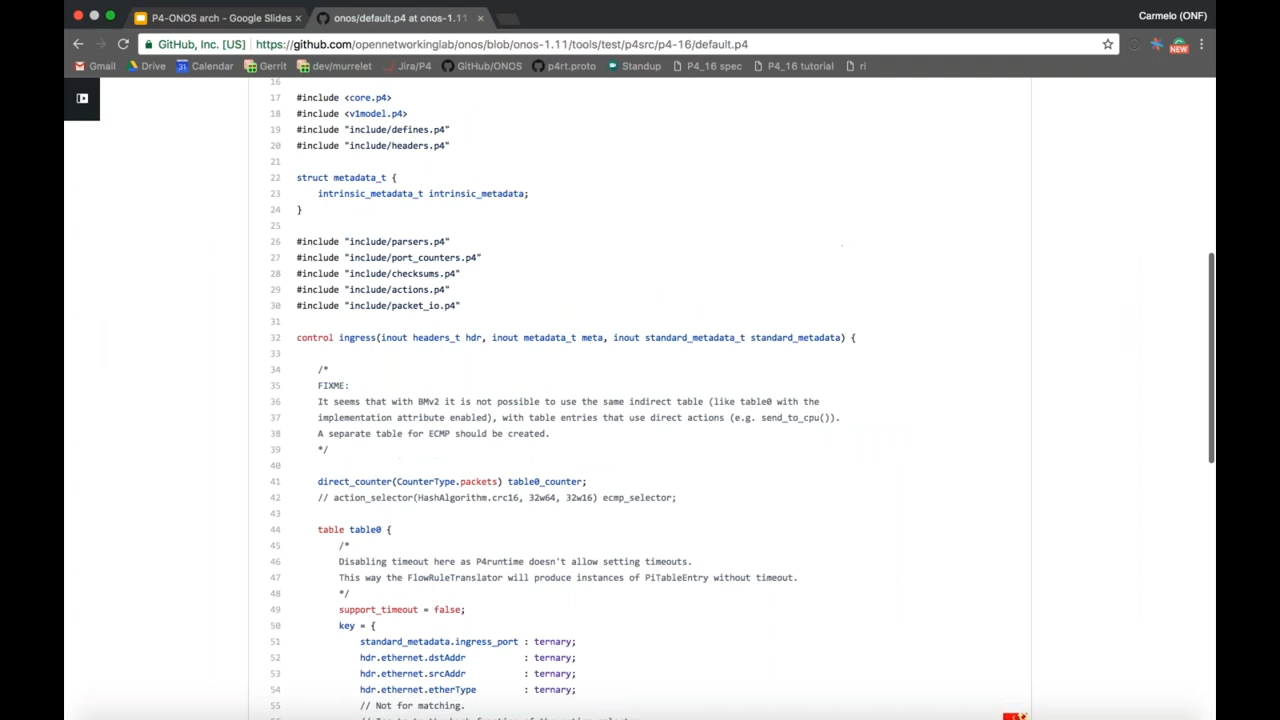 P4-ONOS arch - Google Slides
onos/default.p4 at onos-1.11
Carmelo (ONF)
GitHub, Inc. [US]
https://github.com/opennetworkinglab/onos/blob/onos-1.11/tools/test/p4src/p4-16/default.p4
NEW
Gmail Drive Calendar Gerrit dev/murrelet Jira/P4 GitHub/ONOS p4rt.proto Standup P4_16 spec P4_16 tutorial ri
16
17 #include <core.p4>
18 #include <v1model.p4>
19 #include "include/defines.p4"
20 #include "include/headers.p4"
21
22 struct metadata_t {
23 intrinsic_metadata_t intrinsic_metadata;
24 }
25
26 #include "include/parsers.p4"
27 #include "include/port_counters.p4"
28 #include "include/checksums.p4"
29 #include "include/actions.p4"
30 #include "include/packet_io.p4"
31
32 control ingress(inout headers_t hdr, inout metadata_t meta, inout standard_metadata_t standard_metadata) {
33
34 /*
35 FIXME:
36 It seems that with BMv2 it is not possible to use the same indirect table (like table0 with the
37 implementation attribute enabled), with table entries that use direct actions (e.g. send_to_cpu()).
38 A separate table for ECMP should be created.
39 */
40
41 direct_counter(CounterType.packets) table0_counter;
42 // action_selector(HashAlgorithm.crc16, 32w64, 32w16) ecmp_selector;
43
44 table table0 {
45 /*
46 Disabling timeout here as P4runtime doesn't allow setting timeouts.
47 This way the FlowRuleTranslator will produce instances of PiTableEntry without timeout.
48 */
49 support_timeout = false;
50 key = {
51 standard_metadata.ingress_port : ternary;
52 hdr.ethernet.dstAddr : ternary;
53 hdr.ethernet.srcAddr : ternary;
54 hdr.ethernet.etherType : ternary;
55 // Not for matching.